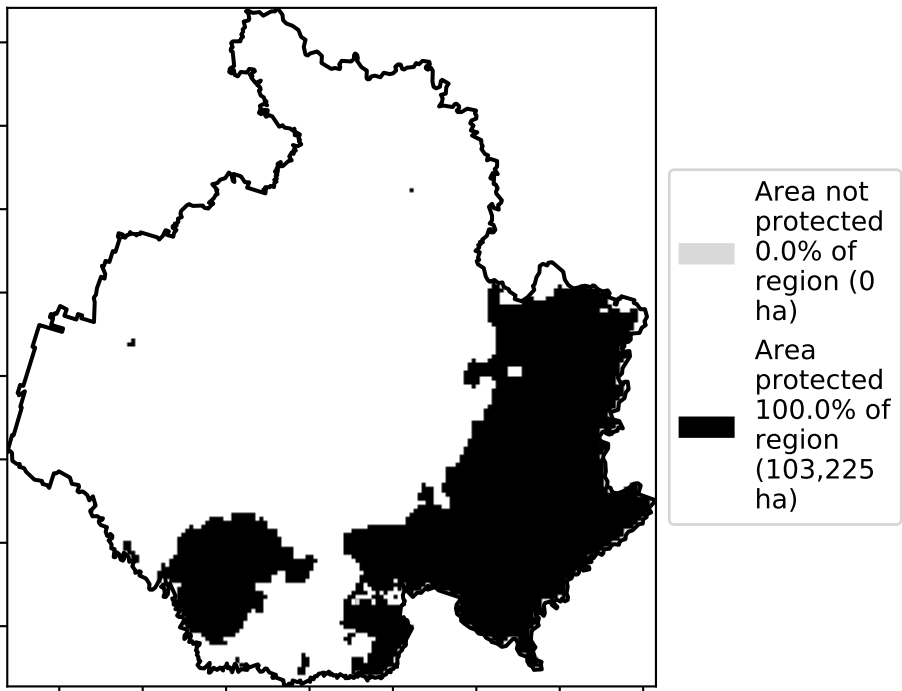 Area not
protected
0.0% of
region (0
ha)
Area
protected
100.0% of
region
(103,225
ha)